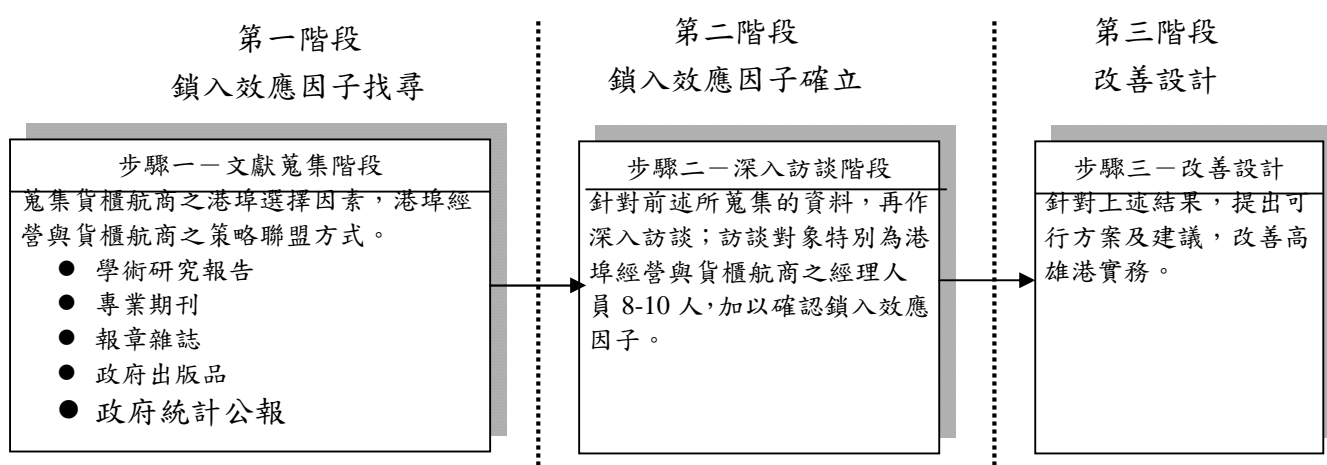 第一階段
鎖入效應因子找尋
步驟一－文獻蒐集階段
蒐集貨櫃航商之港埠選擇因素，港埠經
營與貨櫃航商之策略聯盟方式。
● 學術研究報告
● 專業期刊
● 報章雜誌
● 政府出版品
● 政府統計公報
第二階段
鎖入效應因子確立
步驟二－深入訪談階段
針對前述所蒐集的資料，再作
深入訪談；訪談對象特別為港
埠經營與貨櫃航商之經理人
員 8-10 人，加以確認鎖入效應
因子。
第三階段
改善設計
步驟三－改善設計
針對上述結果，提出可
行方案及建議，改善高
雄港實務。